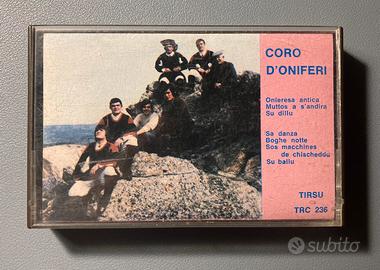 CORO
D'ONIFERI
Onieresa antica
Muttos a s'andira
Su dillu
Sa danza
Boghe notte
Sos macchines
de chischeddu
Su ballu
TIRSU
TRC 236
subito